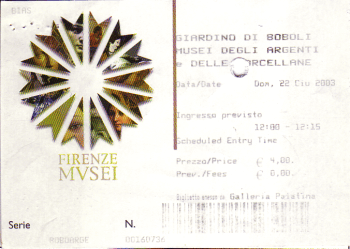 GIARDINO DI BOBOLI
MUSEI DEGLI ARGENTI
e DELLE PORCELLANE
Data/Date Dom, 22 Giu 2003
Ingresso previsto
12:00 - 12:15
Scheduled Entry Time
Prezzo/Price € 4,00
Prev./Fees € 0,00
Galleria Palatina
FIRENZE
MVSEI
Serie N.